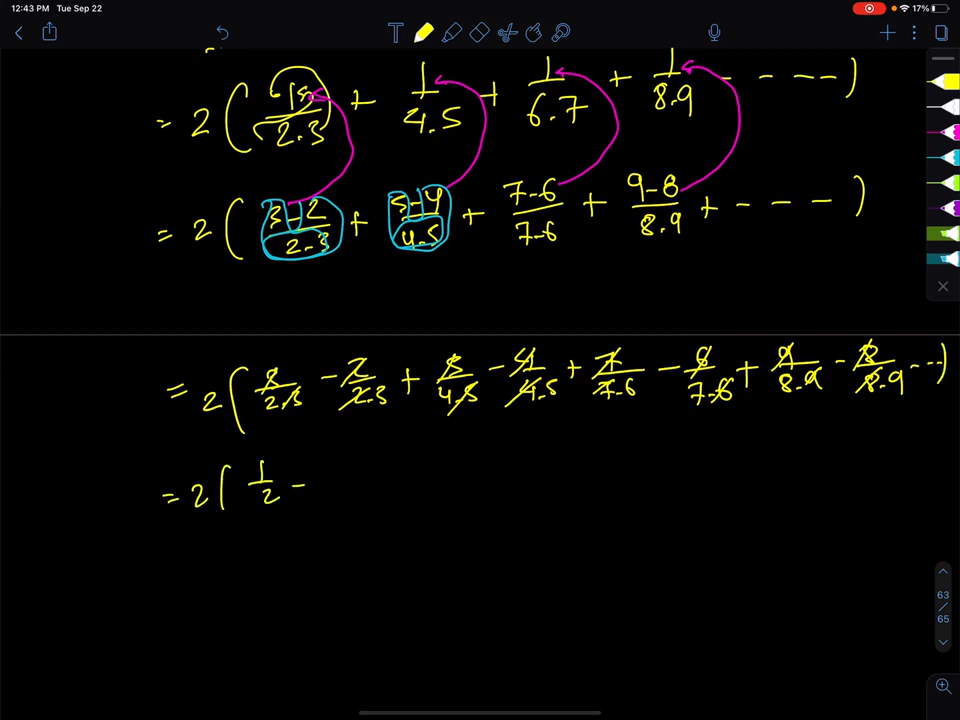 12:43 PM Tue Sep 22
17%
= 2 ( 1/2.3 + 1/4.5 + 1/6.7 + 1/8.9 - - - - - )
= 2 ( 3-2/2.3 + 5-4/4.5 + 7-6/7-6 + 9-8/8.9 + - - - - )
= 2 ( 3/2.3 - 2/2.3 + 5/4.5 - 4/4.5 + 7/7-6 - 6/7-6 + 9/8.9 - 8/8.9 - -- )
= 2 ( 1/2 -
63
/
65